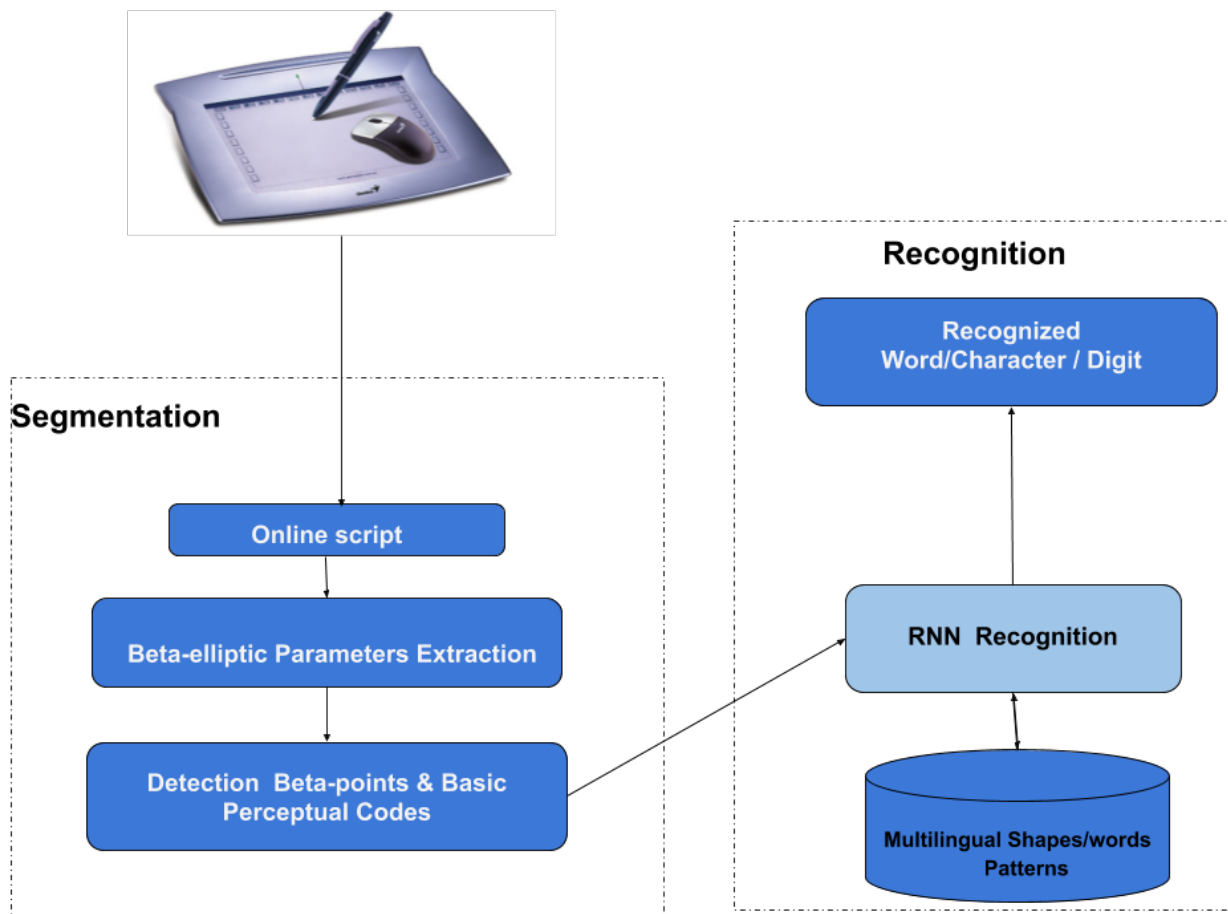 Segmentation
Online script
Beta-elliptic Parameters Extraction
Detection Beta-points & Basic
Perceptual Codes
Recognition
Recognized
Word/Character / Digit
RNN Recognition
Multilingual Shapes/words
Patterns